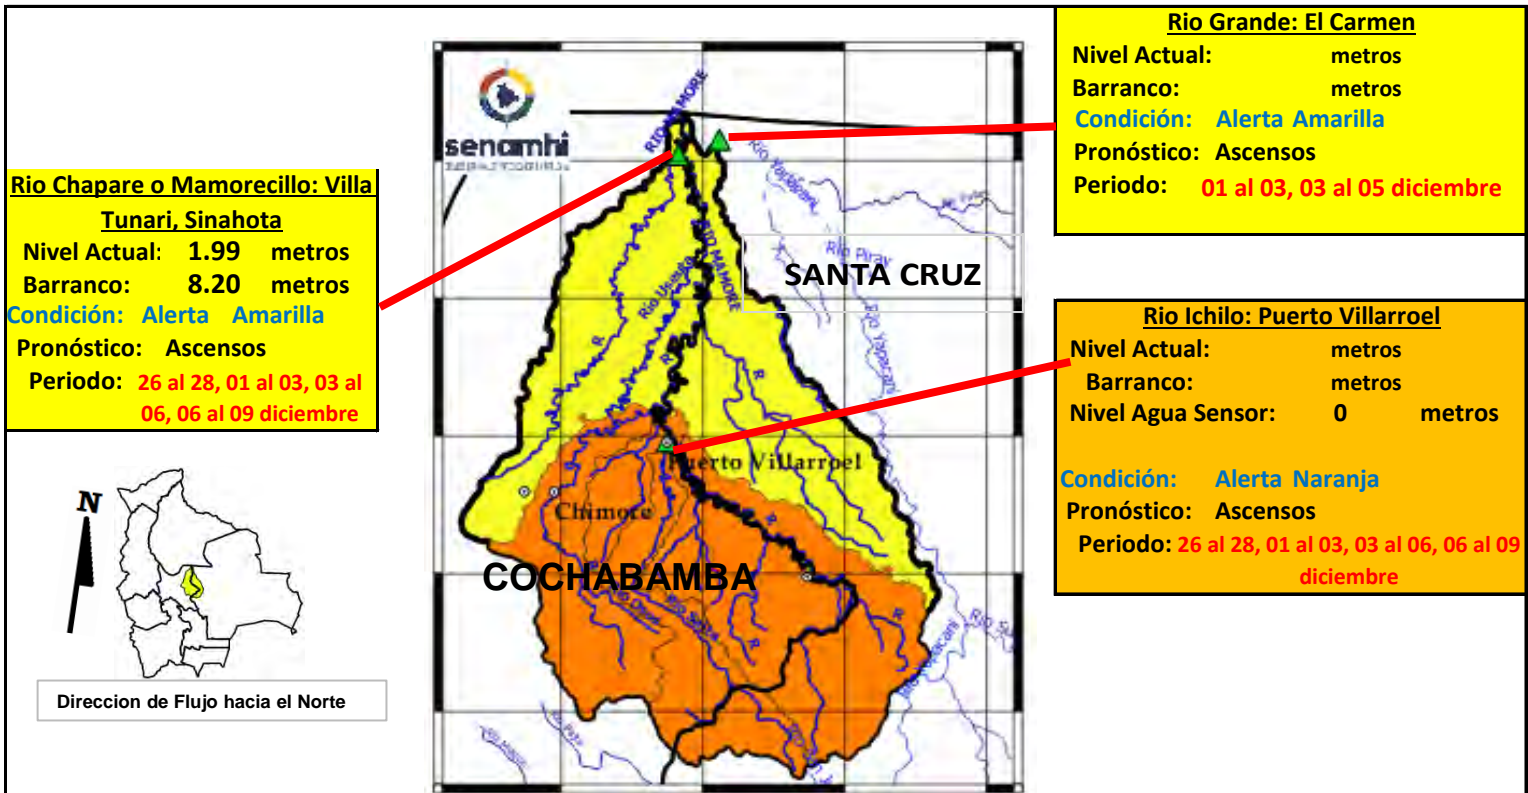 Rio Grande: El Carmen
Nivel Actual: metros
Barranco: metros
Condición: Alerta Amarilla
Pronóstico: Ascensos
Periodo: 01 al 03, 03 al 05 diciembre
senamhi
RIO MAMORE
Rio Chapare o Mamorecillo: Villa
Tunari, Sinahota
Nivel Actual: 1.99 metros
Barranco: 8.20 metros
Condición: Alerta Amarilla
Pronóstico: Ascensos
Periodo: 26 al 28, 01 al 03, 03 al
06, 06 al 09 diciembre
Rio Yapacani
Rio Piray
RIO MAMORE
SANTA CRUZ
Rio Yapacani
R
R
R
Rio Ichilo: Puerto Villarroel
Nivel Actual: metros
Barranco: metros
Nivel Agua Sensor: 0 metros
Condición: Alerta Naranja
Pronóstico: Ascensos
Periodo: 26 al 28, 01 al 03, 03 al 06, 06 al 09
diciembre
Puerto Villarroel
Chimore
R
COCHABAMBA
R
R
N
Direccion de Flujo hacia el Norte